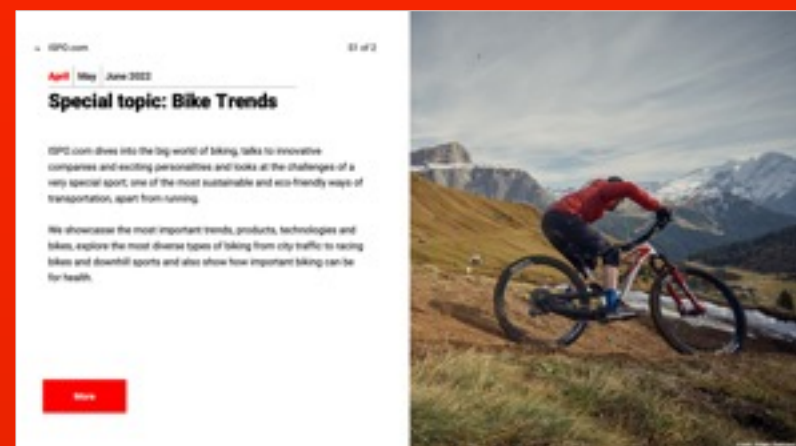 ISPO.com
01 of 2
April May June 2022
Special topic: Bike Trends
ISPO.com dives into the big world of biking, talks to innovative
companies and exciting personalities and looks at the challenges of a
very special sport; one of the most sustainable and eco-friendly ways of
transportation, apart from running.
We showcase the most important trends, products, technologies and
bikes, explore the most diverse types of biking from city traffic to racing
bikes and downhill sports and also show how important biking can be
for health.
More